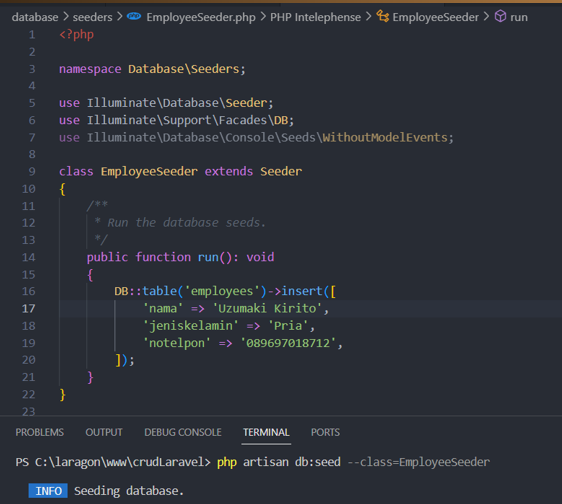 database > seeders > EmployeeSeeder.php > PHP Intelephense > EmployeeSeeder > run
1 <?php
2
3 namespace Database\Seeders;
4
5 use Illuminate\Database\Seeder;
6 use Illuminate\Support\Facades\DB;
7 use Illuminate\Database\Console\Seeds\WithoutModelEvents;
8
9 class EmployeeSeeder extends Seeder
10 {
11 /**
12 * Run the database seeds.
13 */
14 public function run(): void
15 {
16 DB::table('employees')->insert([
17 'nama' => 'Uzumaki Kirito',
18 'jeniskelamin' => 'Pria',
19 'notelpon' => '089697018712',
20 ]);
21 }
22 }
23
PROBLEMS OUTPUT DEBUG CONSOLE TERMINAL PORTS
PS C:\laragon\www\crudLaravel> php artisan db:seed --class=EmployeeSeeder
INFO Seeding database.